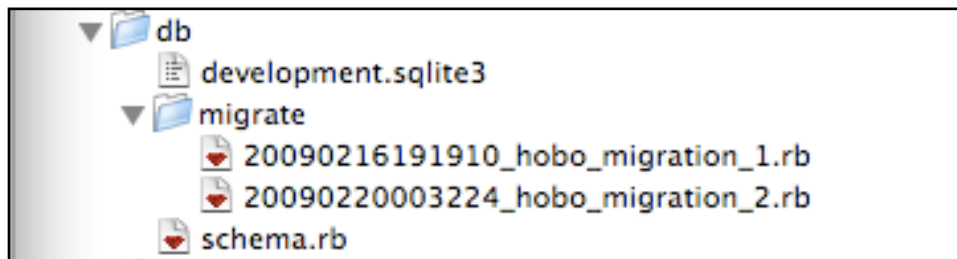 db
development.sqlite3
migrate
20090216191910_hobo_migration_1.rb
20090220003224_hobo_migration_2.rb
schema.rb